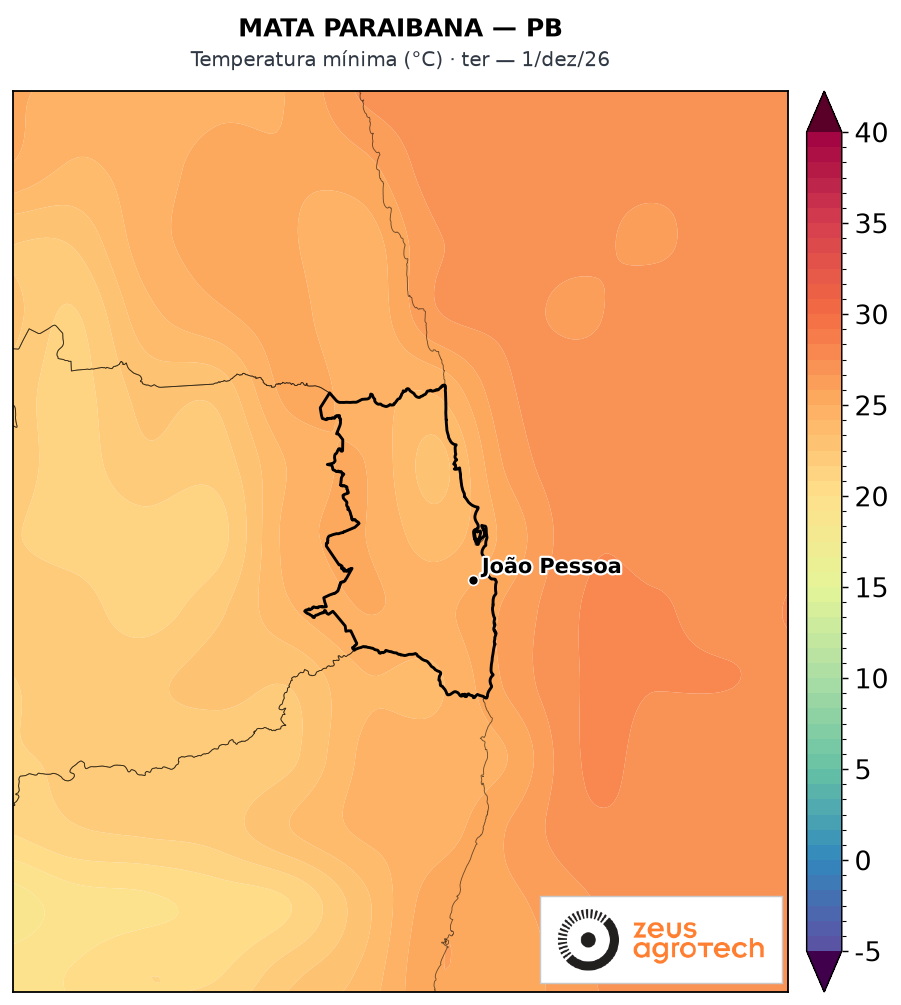 MATA PARAIBANA — PB
Temperatura mínima (°C) · ter — 1/dez/26
40
35
30
25
20
15
10
5
0
-5
João Pessoa
zeus
agrotech